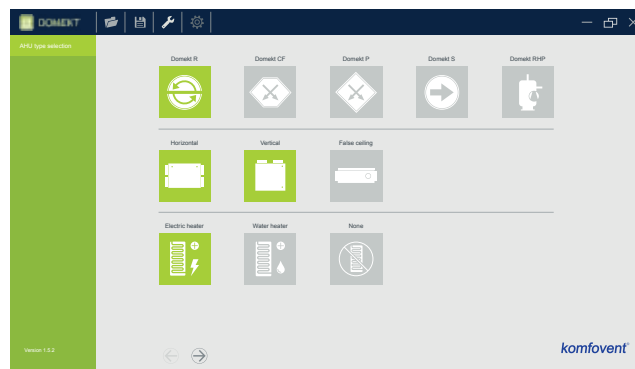 DOMEKT
AHU type selection
Domekt R Domekt CF Domekt P Domekt S Domekt RHP
Horizontal Vertical False ceiling
Electric heater Water heater None
Version 1.5.2
komfovent®